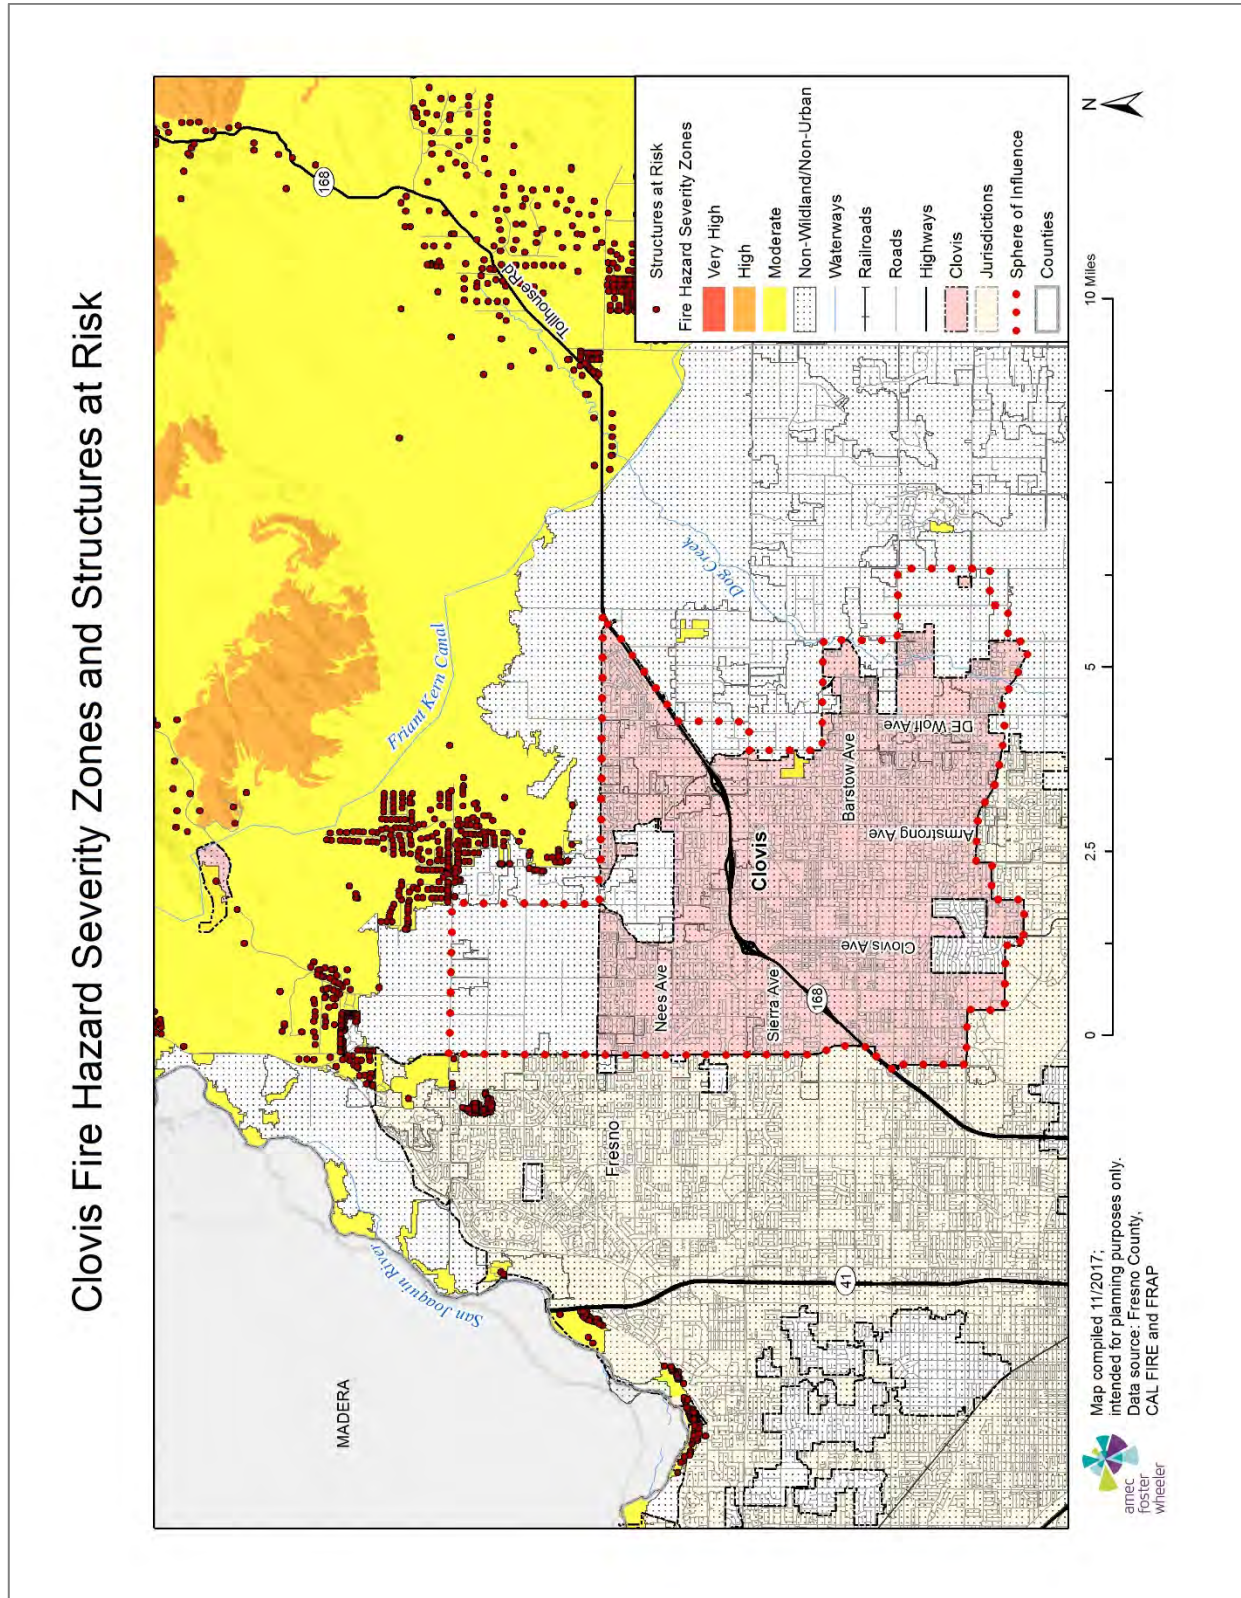 Clovis Fire Hazard Severity Zones and Structures at Risk
168
Tollhouse Rd
Friant Kern Canal
Dog Creek
San Joaquin River
MADERA
Fresno
Nees Ave
Sierra Ave
168
Clovis
Barstow Ave
DE Wolf Ave
Armstrong Ave
Clovis Ave
41
Structures at Risk
Fire Hazard Severity Zones
Very High
High
Moderate
Non-Wildland/Non-Urban
Waterways
Railroads
Roads
Highways
Clovis
Jurisdictions
Sphere of Influence
Counties
N
0
2.5
5
10 Miles
amec
foster
wheeler
Map compiled 11/2017;
intended for planning purposes only.
Data source: Fresno County,
CAL FIRE and FRAP